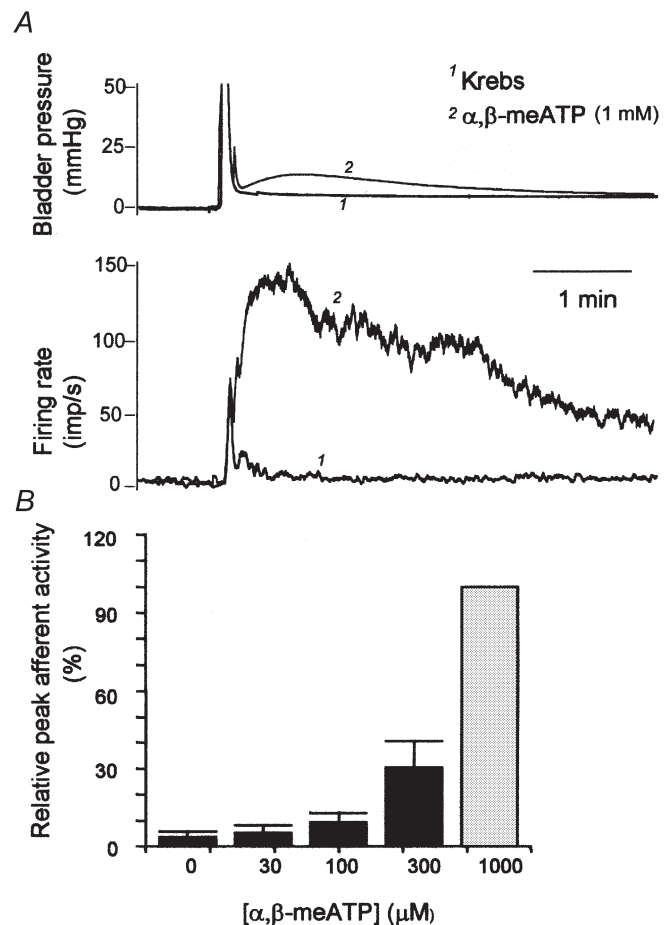 A
Bladder pressure
(mmHg)
50
25
0
1 Krebs
2 α,β-meATP (1 mM)
2
1
Firing rate
(imp/s)
150
100
50
0
2
1
1 min
B
Relative peak afferent activity
(%)
120
90
60
30
0
0 30 100 300 1000
[α,β-meATP] (μM)